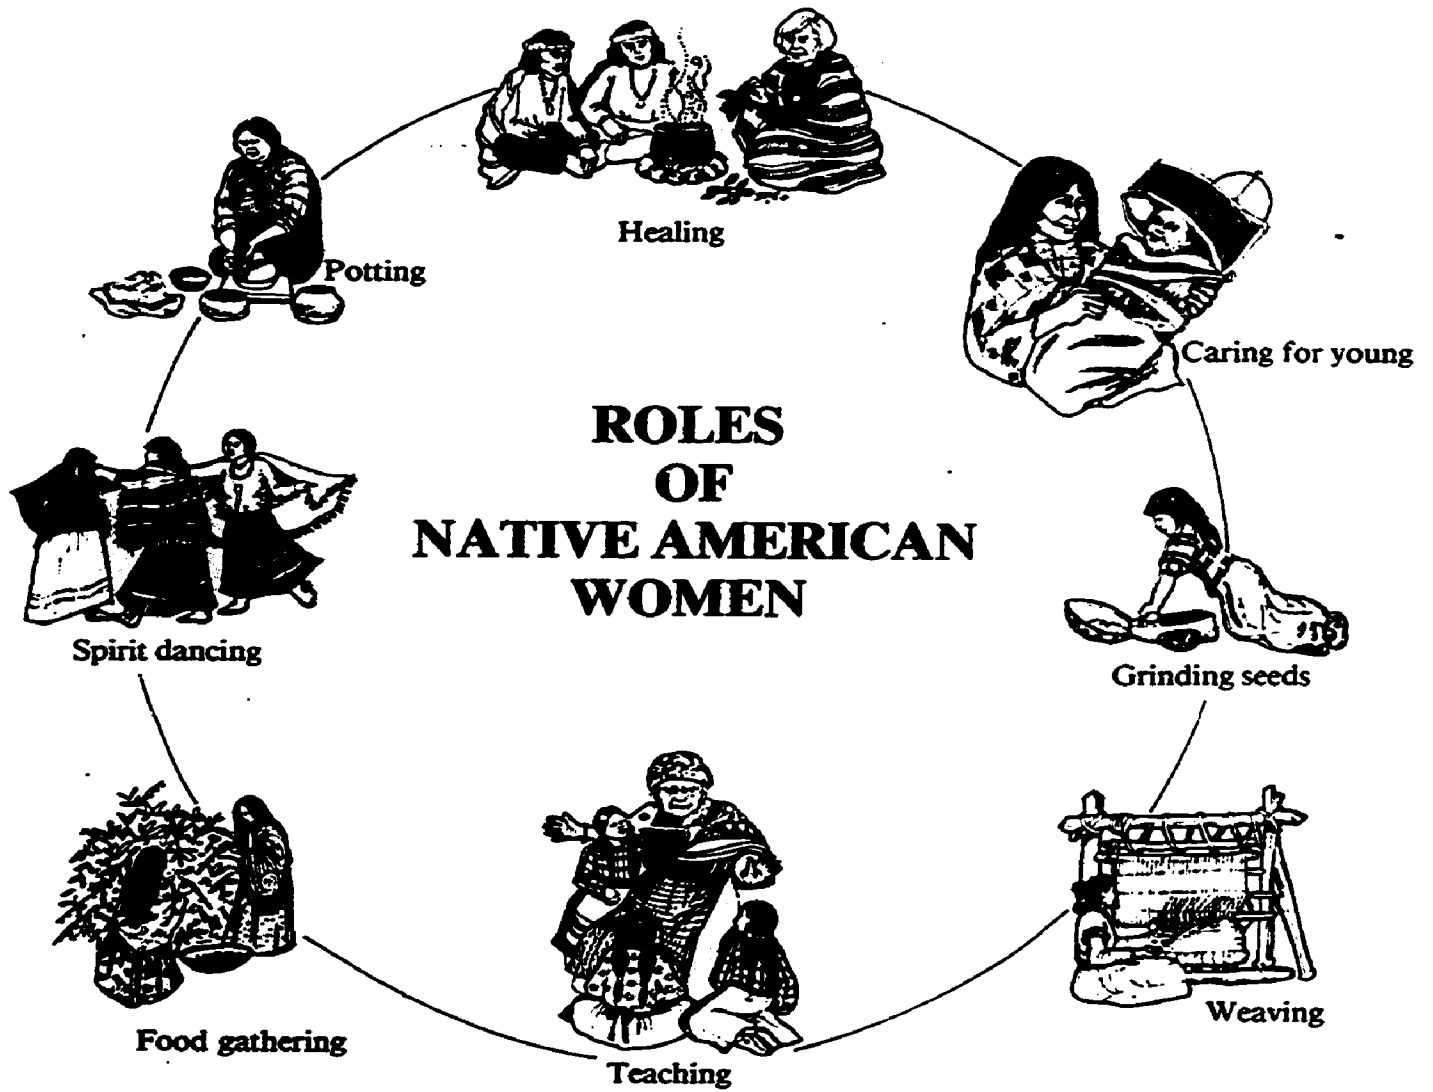 Healing
Potting
Caring for young
ROLES
OF
NATIVE AMERICAN
WOMEN
Spirit dancing
Grinding seeds
Weaving
Food gathering
Teaching